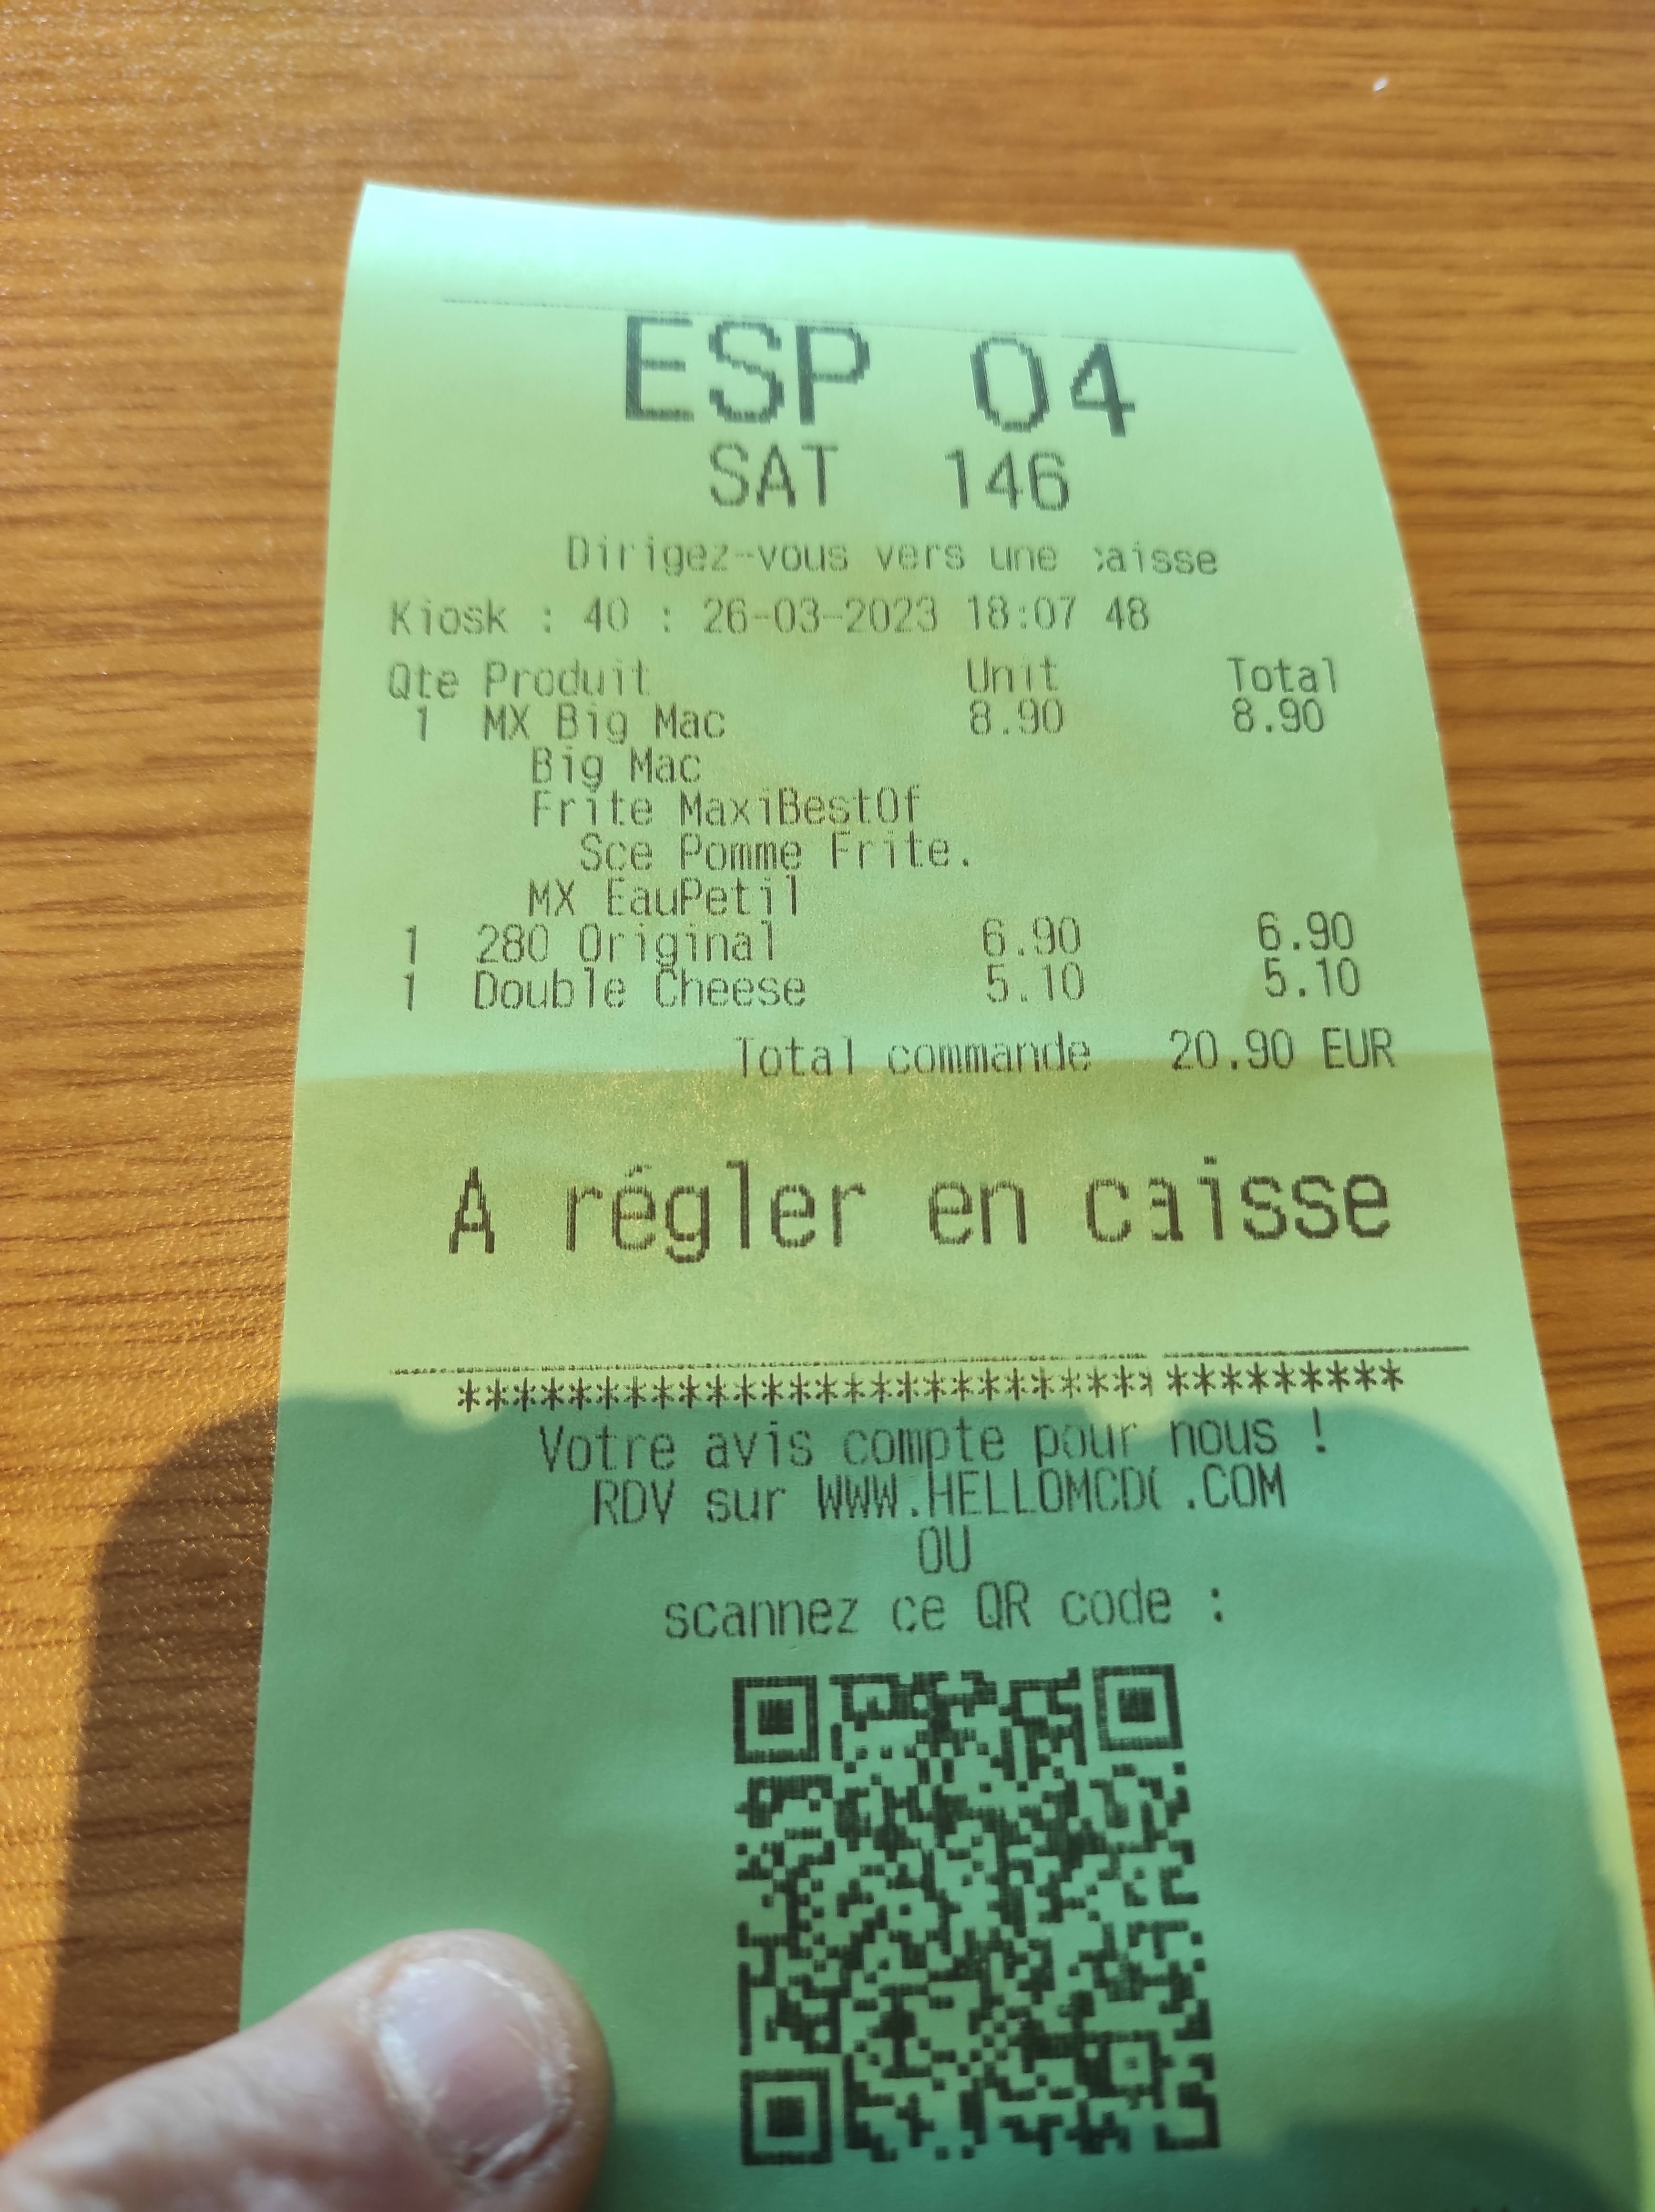 ESP 04
SAT 146
Dirigez-vous vers une caisse
Kiosk : 40 : 26-03-2023 18:07 48
Qte Produit Unit Total
1 MX Big Mac 8.90 8.90
Big Mac
Frite MaxiBestOf
Sce Pomme Frite.
MX EauPetil
1 280 Original 6.90 6.90
1 Double Cheese 5.10 5.10
Total commande 20.90 EUR
A régler en caisse
**********************************
Votre avis compte pour nous !
RDV sur WWW.HELLOMCDO.COM
OU
scannez ce QR code :